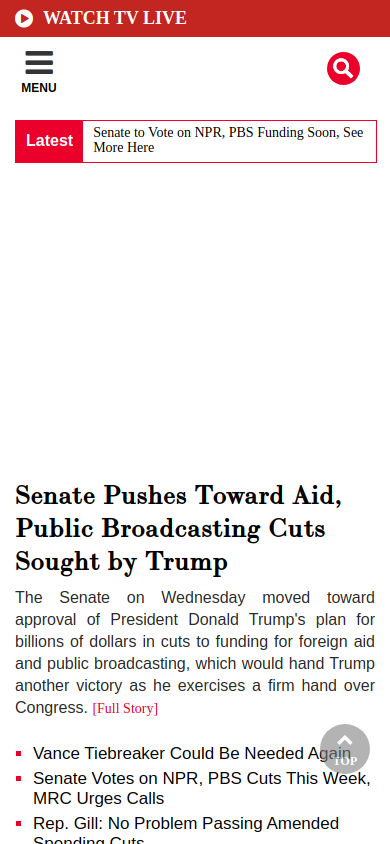 WATCH TV LIVE
MENU
Latest
Senate to Vote on NPR, PBS Funding Soon, See
More Here
Senate Pushes Toward Aid,
Public Broadcasting Cuts
Sought by Trump
The Senate on Wednesday moved toward
approval of President Donald Trump's plan for
billions of dollars in cuts to funding for foreign aid
and public broadcasting, which would hand Trump
another victory as he exercises a firm hand over
Congress. [Full Story]
Vance Tiebreaker Could Be Needed Again
TOP
Senate Votes on NPR, PBS Cuts This Week,
MRC Urges Calls
Rep. Gill: No Problem Passing Amended
Spending Cuts